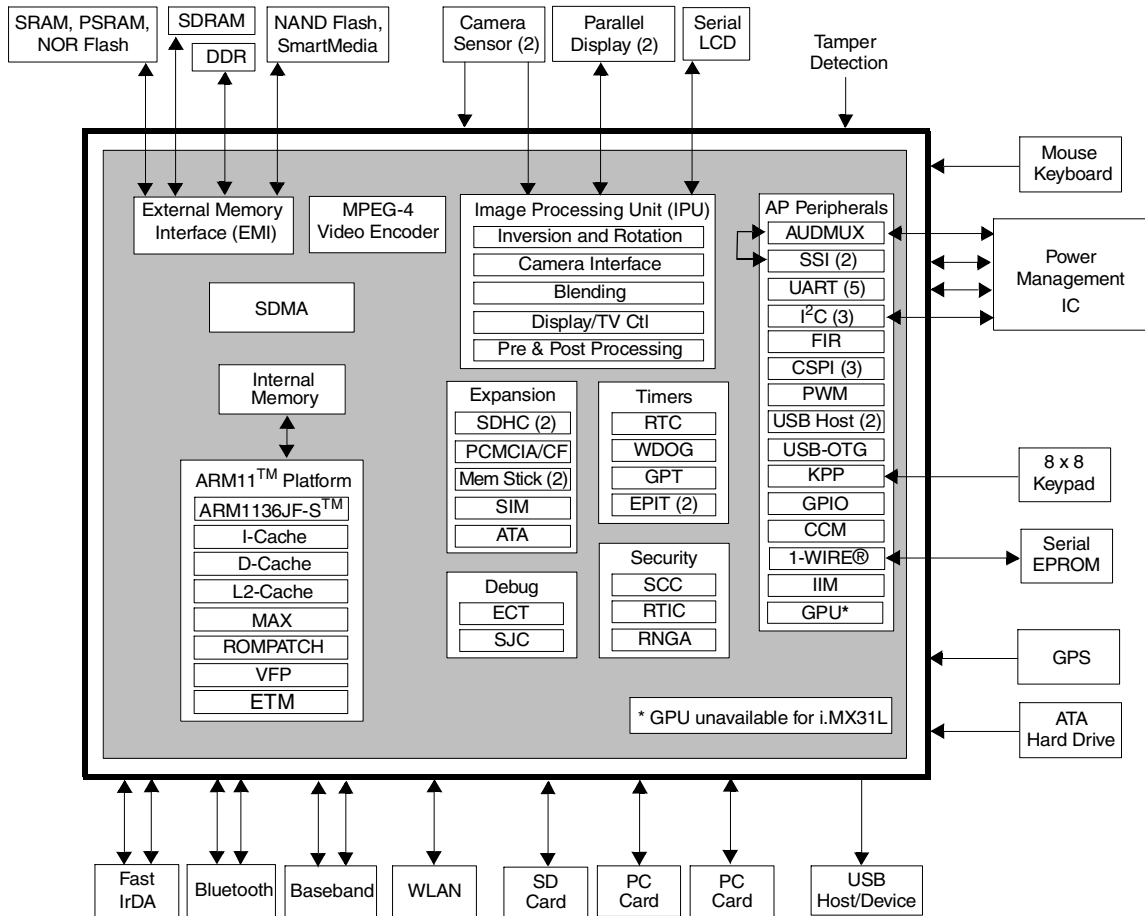 SRAM, PSRAM,
NOR Flash
SDRAM
DDR
NAND Flash,
SmartMedia
Camera
Sensor (2)
Parallel
Display (2)
Serial
LCD
Tamper
Detection
External Memory
Interface (EMI)
MPEG-4
Video Encoder
SDMA
Internal
Memory
ARM11™ Platform
ARM1136JF-S™
I-Cache
D-Cache
L2-Cache
MAX
ROMPATCH
VFP
ETM
Image Processing Unit (IPU)
Inversion and Rotation
Camera Interface
Blending
Display/TV Ctl
Pre & Post Processing
Expansion
SDHC (2)
PCMCIA/CF
Mem Stick (2)
SIM
ATA
Timers
RTC
WDOG
GPT
EPIT (2)
Debug
ECT
SJC
Security
SCC
RTIC
RNGA
AP Peripherals
AUDMUX
SSI (2)
UART (5)
I²C (3)
FIR
CSPI (3)
PWM
USB Host (2)
USB-OTG
KPP
GPIO
CCM
1-WIRE®
IIM
GPU*
* GPU unavailable for i.MX31L
Mouse
Keyboard
Power
Management
IC
8 x 8
Keypad
Serial
EPROM
GPS
ATA
Hard Drive
Fast
IrDA
Bluetooth
Baseband
WLAN
SD
Card
PC
Card
PC
Card
USB
Host/Device